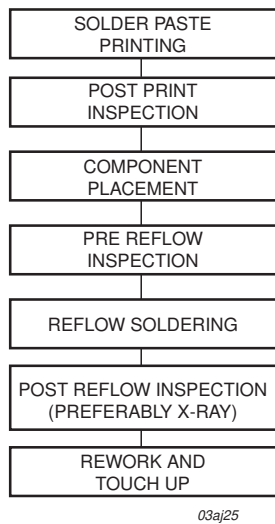 SOLDER PASTE
PRINTING
POST PRINT
INSPECTION
COMPONENT
PLACEMENT
PRE REFLOW
INSPECTION
REFLOW SOLDERING
POST REFLOW INSPECTION
(PREFERABLY X-RAY)
REWORK AND
TOUCH UP
03aj25